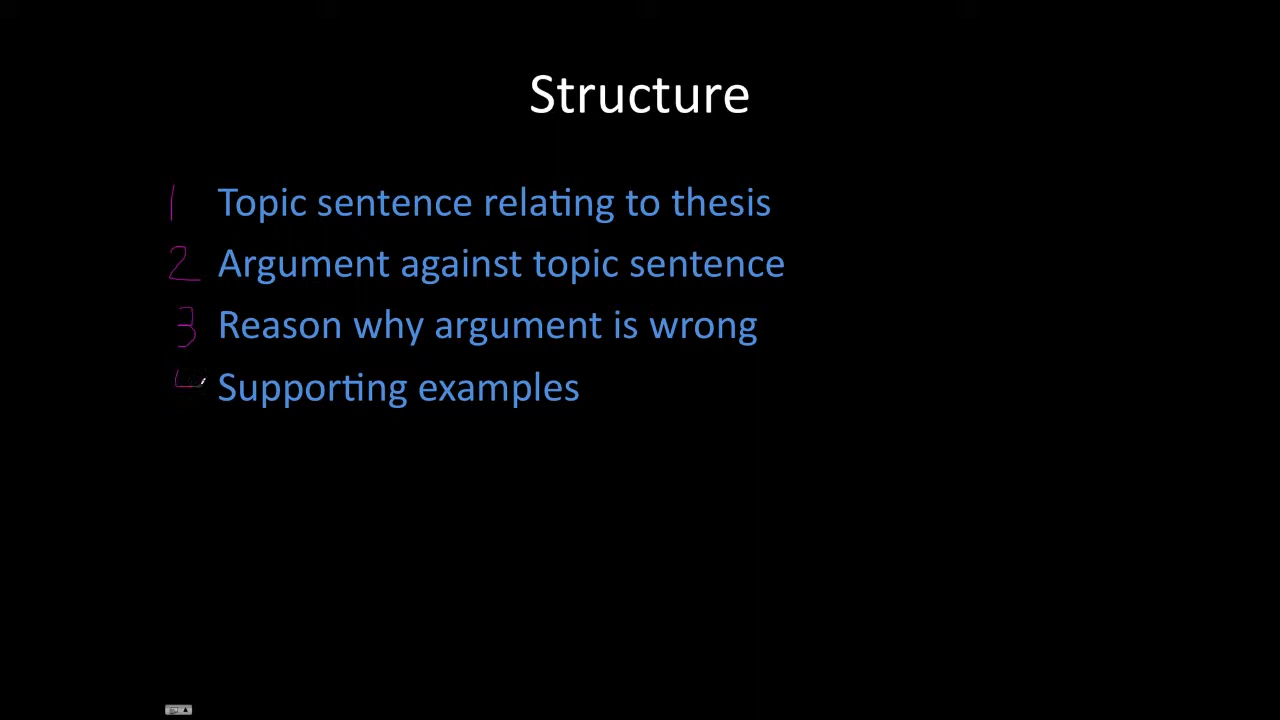 Structure
1 Topic sentence relating to thesis
2 Argument against topic sentence
3 Reason why argument is wrong
Supporting examples